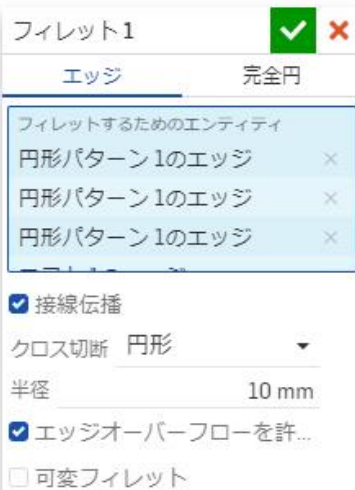 フィレット1
エッジ
完全円
フィレットするためのエンティティ
円形パターン1のエッジ
円形パターン1のエッジ
円形パターン1のエッジ
接線伝播
クロス切断 円形
半径 10 mm
エッジオーバーフローを許...
可変フィレット